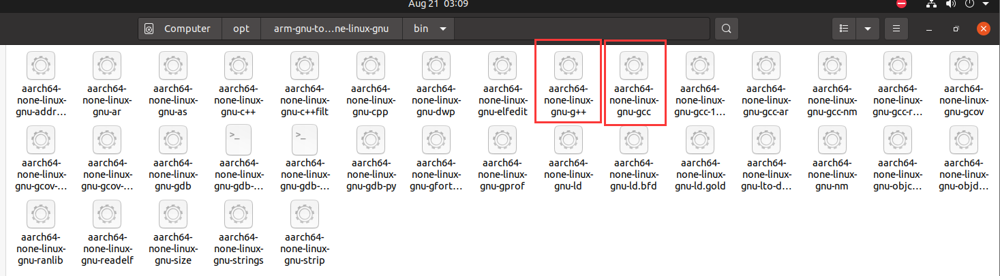 Aug 21 03:09
Computer opt arm-gnu-to...ne-linux-gnu bin
aarch64- aarch64- aarch64- aarch64- aarch64- aarch64- aarch64- aarch64- aarch64- aarch64- aarch64- aarch64- aarch64- aarch64- aarch64-
none-linux- none-linux- none-linux- none-linux- none-linux- none-linux- none-linux- none-linux- none-linux- none-linux- none-linux- none-linux- none-linux- none-linux- none-linux-
gnu-addr... gnu-ar gnu-as gnu-c++ gnu-c++filt gnu-cpp gnu-dwp gnu-elfedit gnu-g++ gnu-gcc gnu-gcc-1... gnu-gcc-ar gnu-gcc-nm gnu-gcc-r... gnu-gcov
>_ >_
aarch64- aarch64- aarch64- aarch64- aarch64- aarch64- aarch64- aarch64- aarch64- aarch64- aarch64- aarch64- aarch64- aarch64- aarch64-
none-linux- none-linux- none-linux- none-linux- none-linux- none-linux- none-linux- none-linux- none-linux- none-linux- none-linux- none-linux- none-linux- none-linux- none-linux-
gnu-gcov-... gnu-gcov-... gnu-gdb gnu-gdb-... gnu-gdb-... gnu-gdb-py gnu-gfort... gnu-gprof gnu-ld gnu-ld.bfd gnu-ld.gold gnu-lto-d... gnu-nm gnu-objc... gnu-objd...
aarch64- aarch64- aarch64- aarch64- aarch64-
none-linux- none-linux- none-linux- none-linux- none-linux-
gnu-ranlib gnu-readelf gnu-size gnu-strings gnu-strip